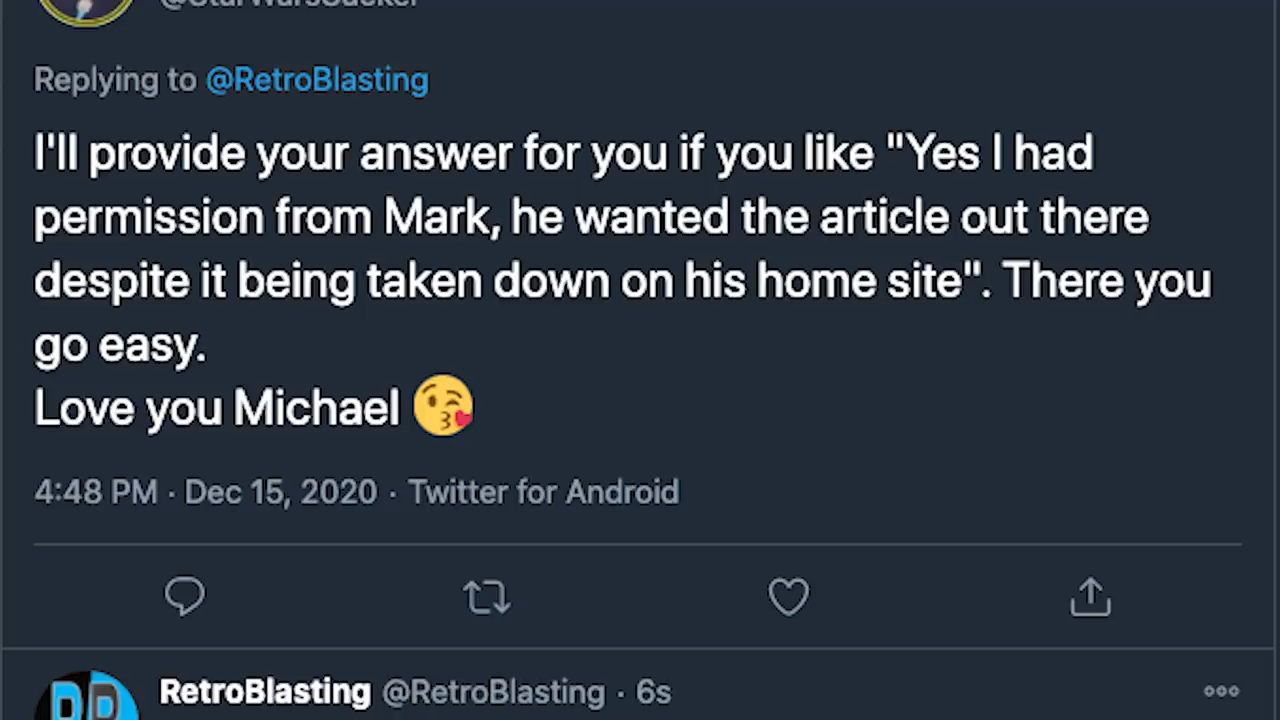 @StarWarsSucker
Replying to @RetroBlasting
I'll provide your answer for you if you like "Yes I had
permission from Mark, he wanted the article out there
despite it being taken down on his home site". There you
go easy.
Love you Michael 😘
4:48 PM · Dec 15, 2020 · Twitter for Android
RetroBlasting @RetroBlasting · 6s